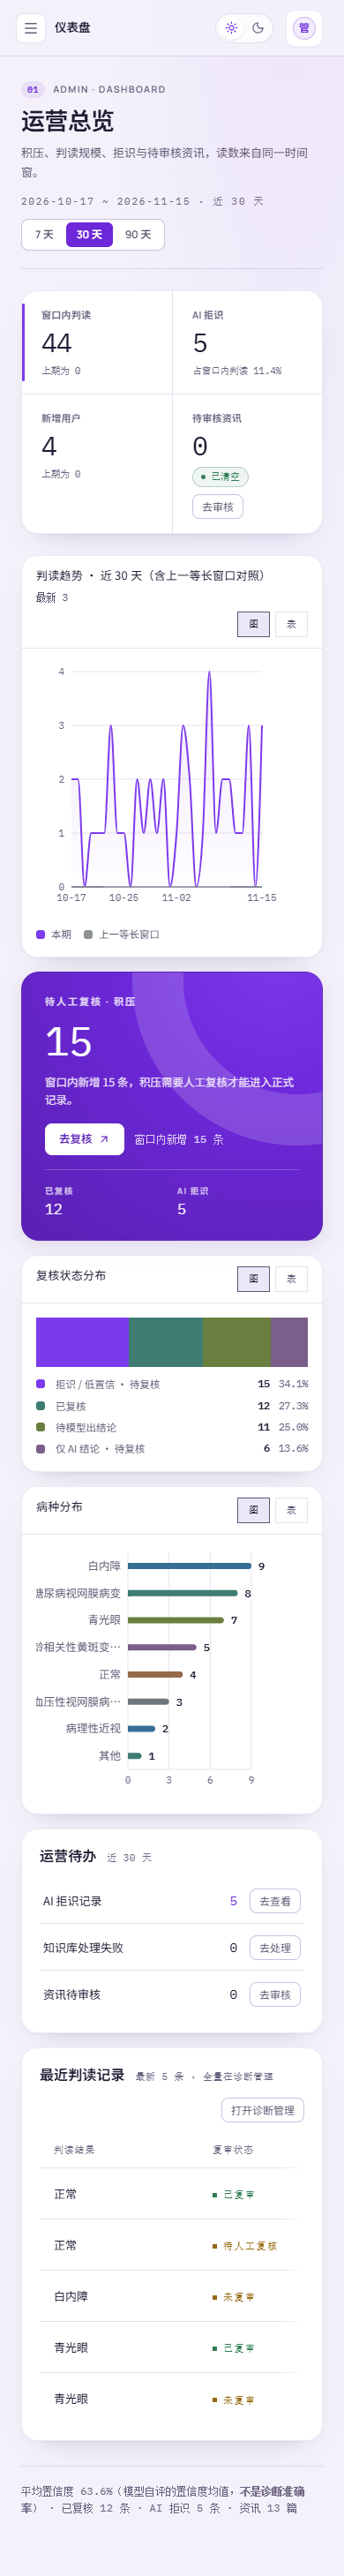 仪表盘
管
01 ADMIN · DASHBOARD
运营总览
积压、判读规模、拒识与待审核资讯，读数来自同一时间
窗。
2026-10-17 ~ 2026-11-15 · 近 30 天
7 天 30 天 90 天
窗口内判读
44
上期为 0
AI 拒识
5
占窗口内判读 11.4%
新增用户
4
上期为 0
待审核资讯
0
已清空
去审核
判读趋势 · 近 30 天（含上一等长窗口对照）
最新 3
图 表
4
3
2
1
0
10-17 10-25 11-02 11-15
本期 上一等长窗口
待人工复核 · 积压
15
窗口内新增 15 条，积压需要人工复核才能进入正式
记录。
去复核 窗口内新增 15 条
已复核 AI 拒识
12 5
复核状态分布
图 表
拒识 / 低置信 · 待复核 15 34.1%
已复核 12 27.3%
待模型出结论 11 25.0%
仅 AI 结论 · 待复核 6 13.6%
病种分布
图 表
白内障 9
糖尿病视网膜病变 8
青光眼 7
龄相关性黄斑变… 5
正常 4
血压性视网膜病… 3
病理性近视 2
其他 1
0 3 6 9
运营待办 近 30 天
AI 拒识记录 5 去查看
知识库处理失败 0 去处理
资讯待审核 0 去审核
最近判读记录 最新 5 条 · 全量在诊断管理
打开诊断管理
判读结果 复审状态
正常 已复审
正常 待人工复核
白内障 未复审
青光眼 已复审
青光眼 未复审
平均置信度 63.6%（模型自评的置信度均值，不是诊断准确
率） · 已复核 12 条 · AI 拒识 5 条 · 资讯 13 篇